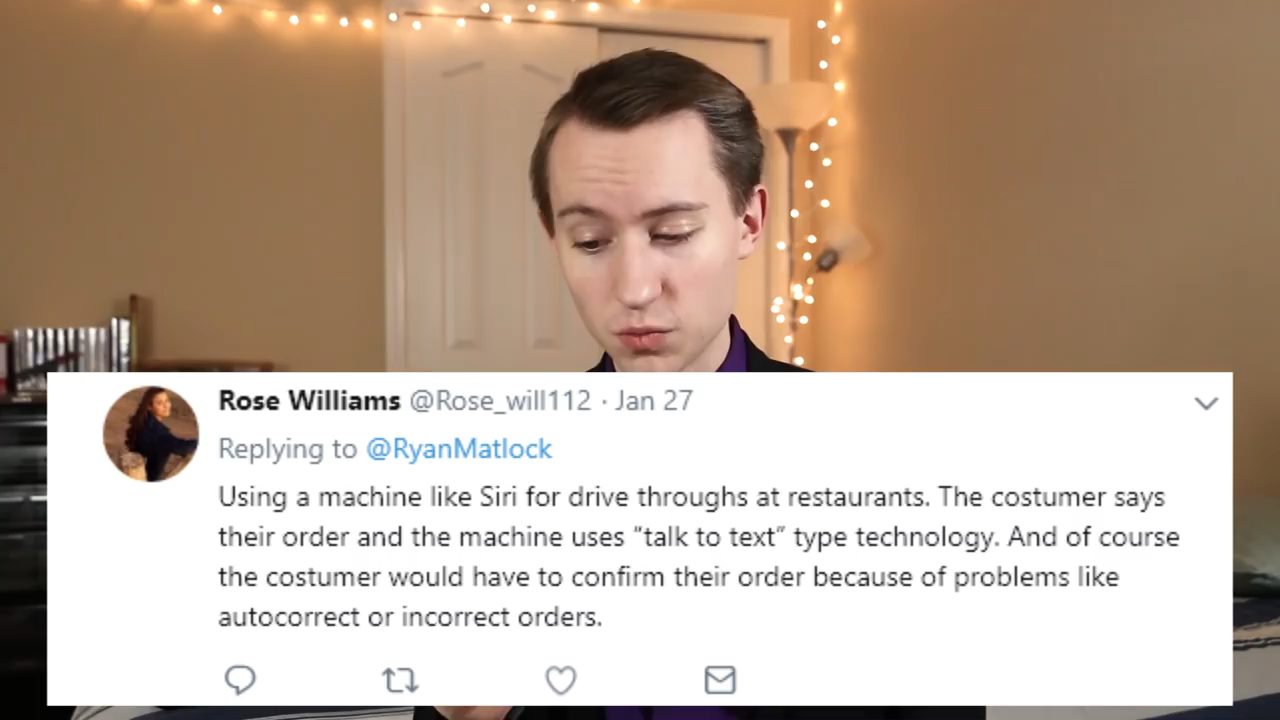 Rose Williams @Rose_will112 · Jan 27
Replying to @RyanMatlock
Using a machine like Siri for drive throughs at restaurants. The costumer says
their order and the machine uses “talk to text” type technology. And of course
the costumer would have to confirm their order because of problems like
autocorrect or incorrect orders.